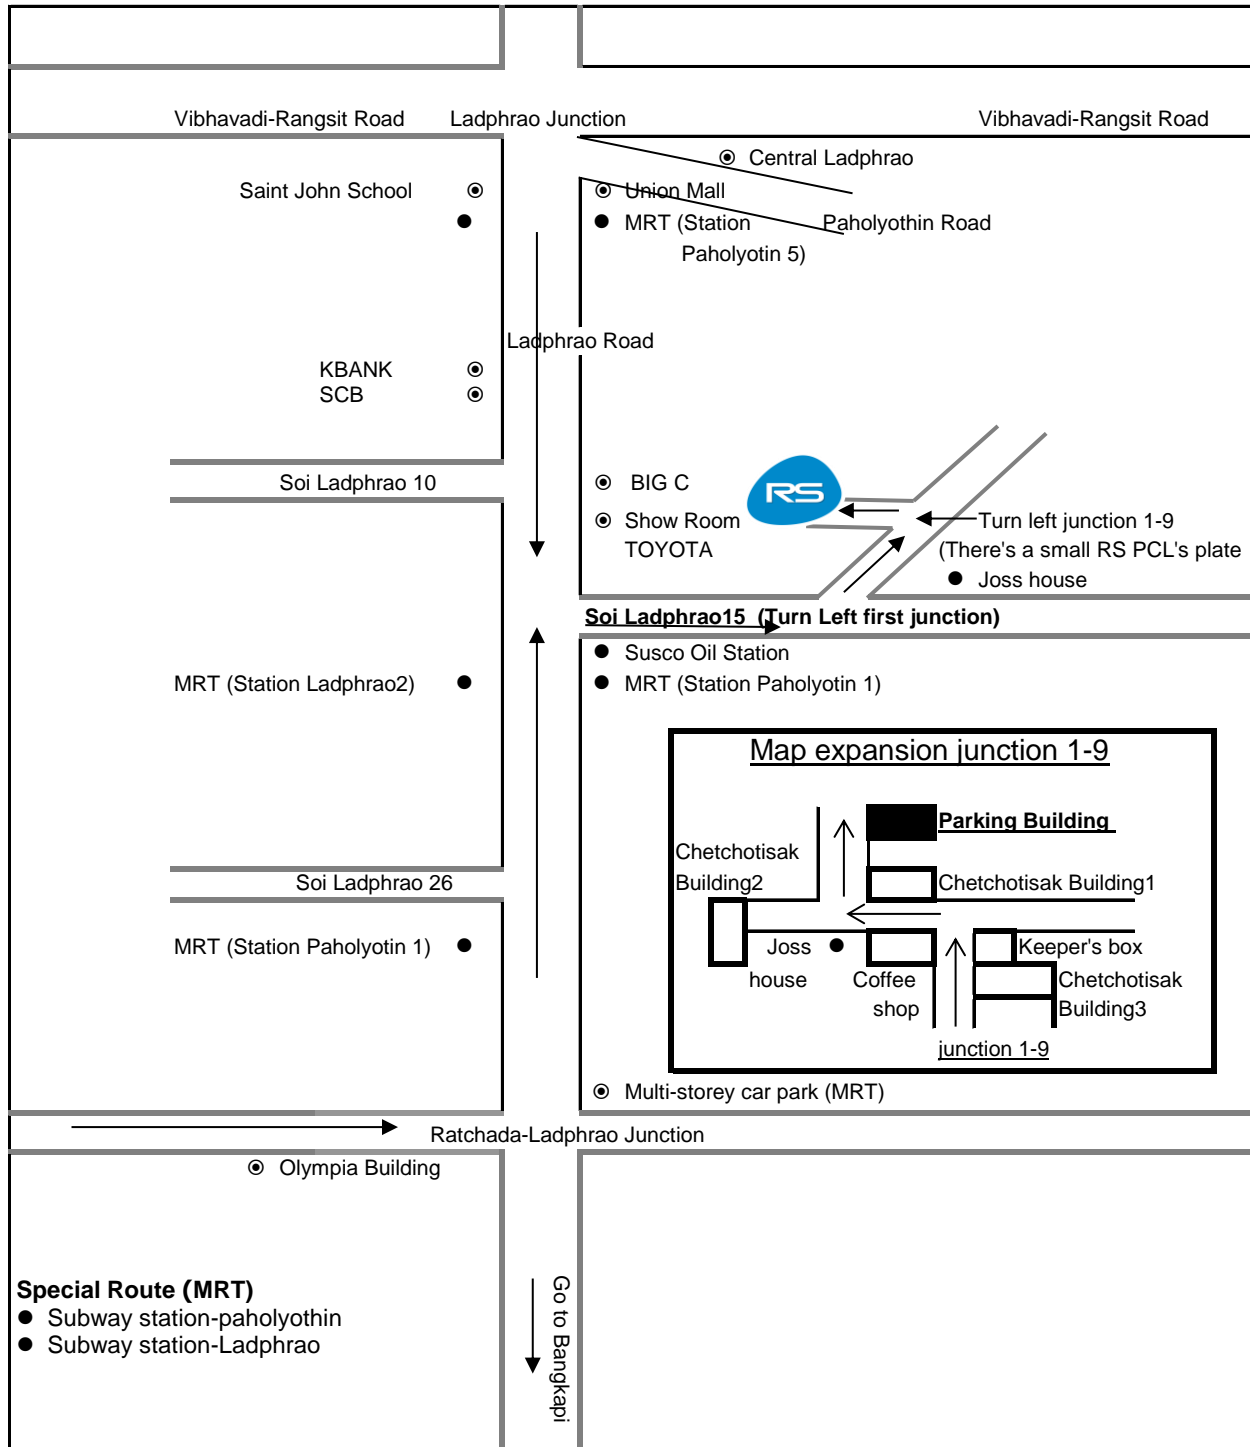 Vibhavadi-Rangsit Road
Ladphrao Junction
Vibhavadi-Rangsit Road
Central Ladphrao
Saint John School
Union Mall
MRT (Station
Paholyotin 5)
Paholyothin Road
Ladphrao Road
KBANK
SCB
Soi Ladphrao 10
BIG C
RS
Show Room
TOYOTA
Turn left junction 1-9
(There's a small RS PCL's plate
Joss house
Soi Ladphrao15 (Turn Left first junction)
Susco Oil Station
MRT (Station Ladphrao2)
MRT (Station Paholyotin 1)
Map expansion junction 1-9
Parking Building
Chetchotisak
Building2
Chetchotisak Building1
Soi Ladphrao 26
MRT (Station Paholyotin 1)
Joss
house
Coffee
shop
Keeper's box
Chetchotisak
Building3
junction 1-9
Multi-storey car park (MRT)
Ratchada-Ladphrao Junction
Olympia Building
Special Route (MRT)
Subway station-paholyothin
Subway station-Ladphrao
Go to Bangkapi